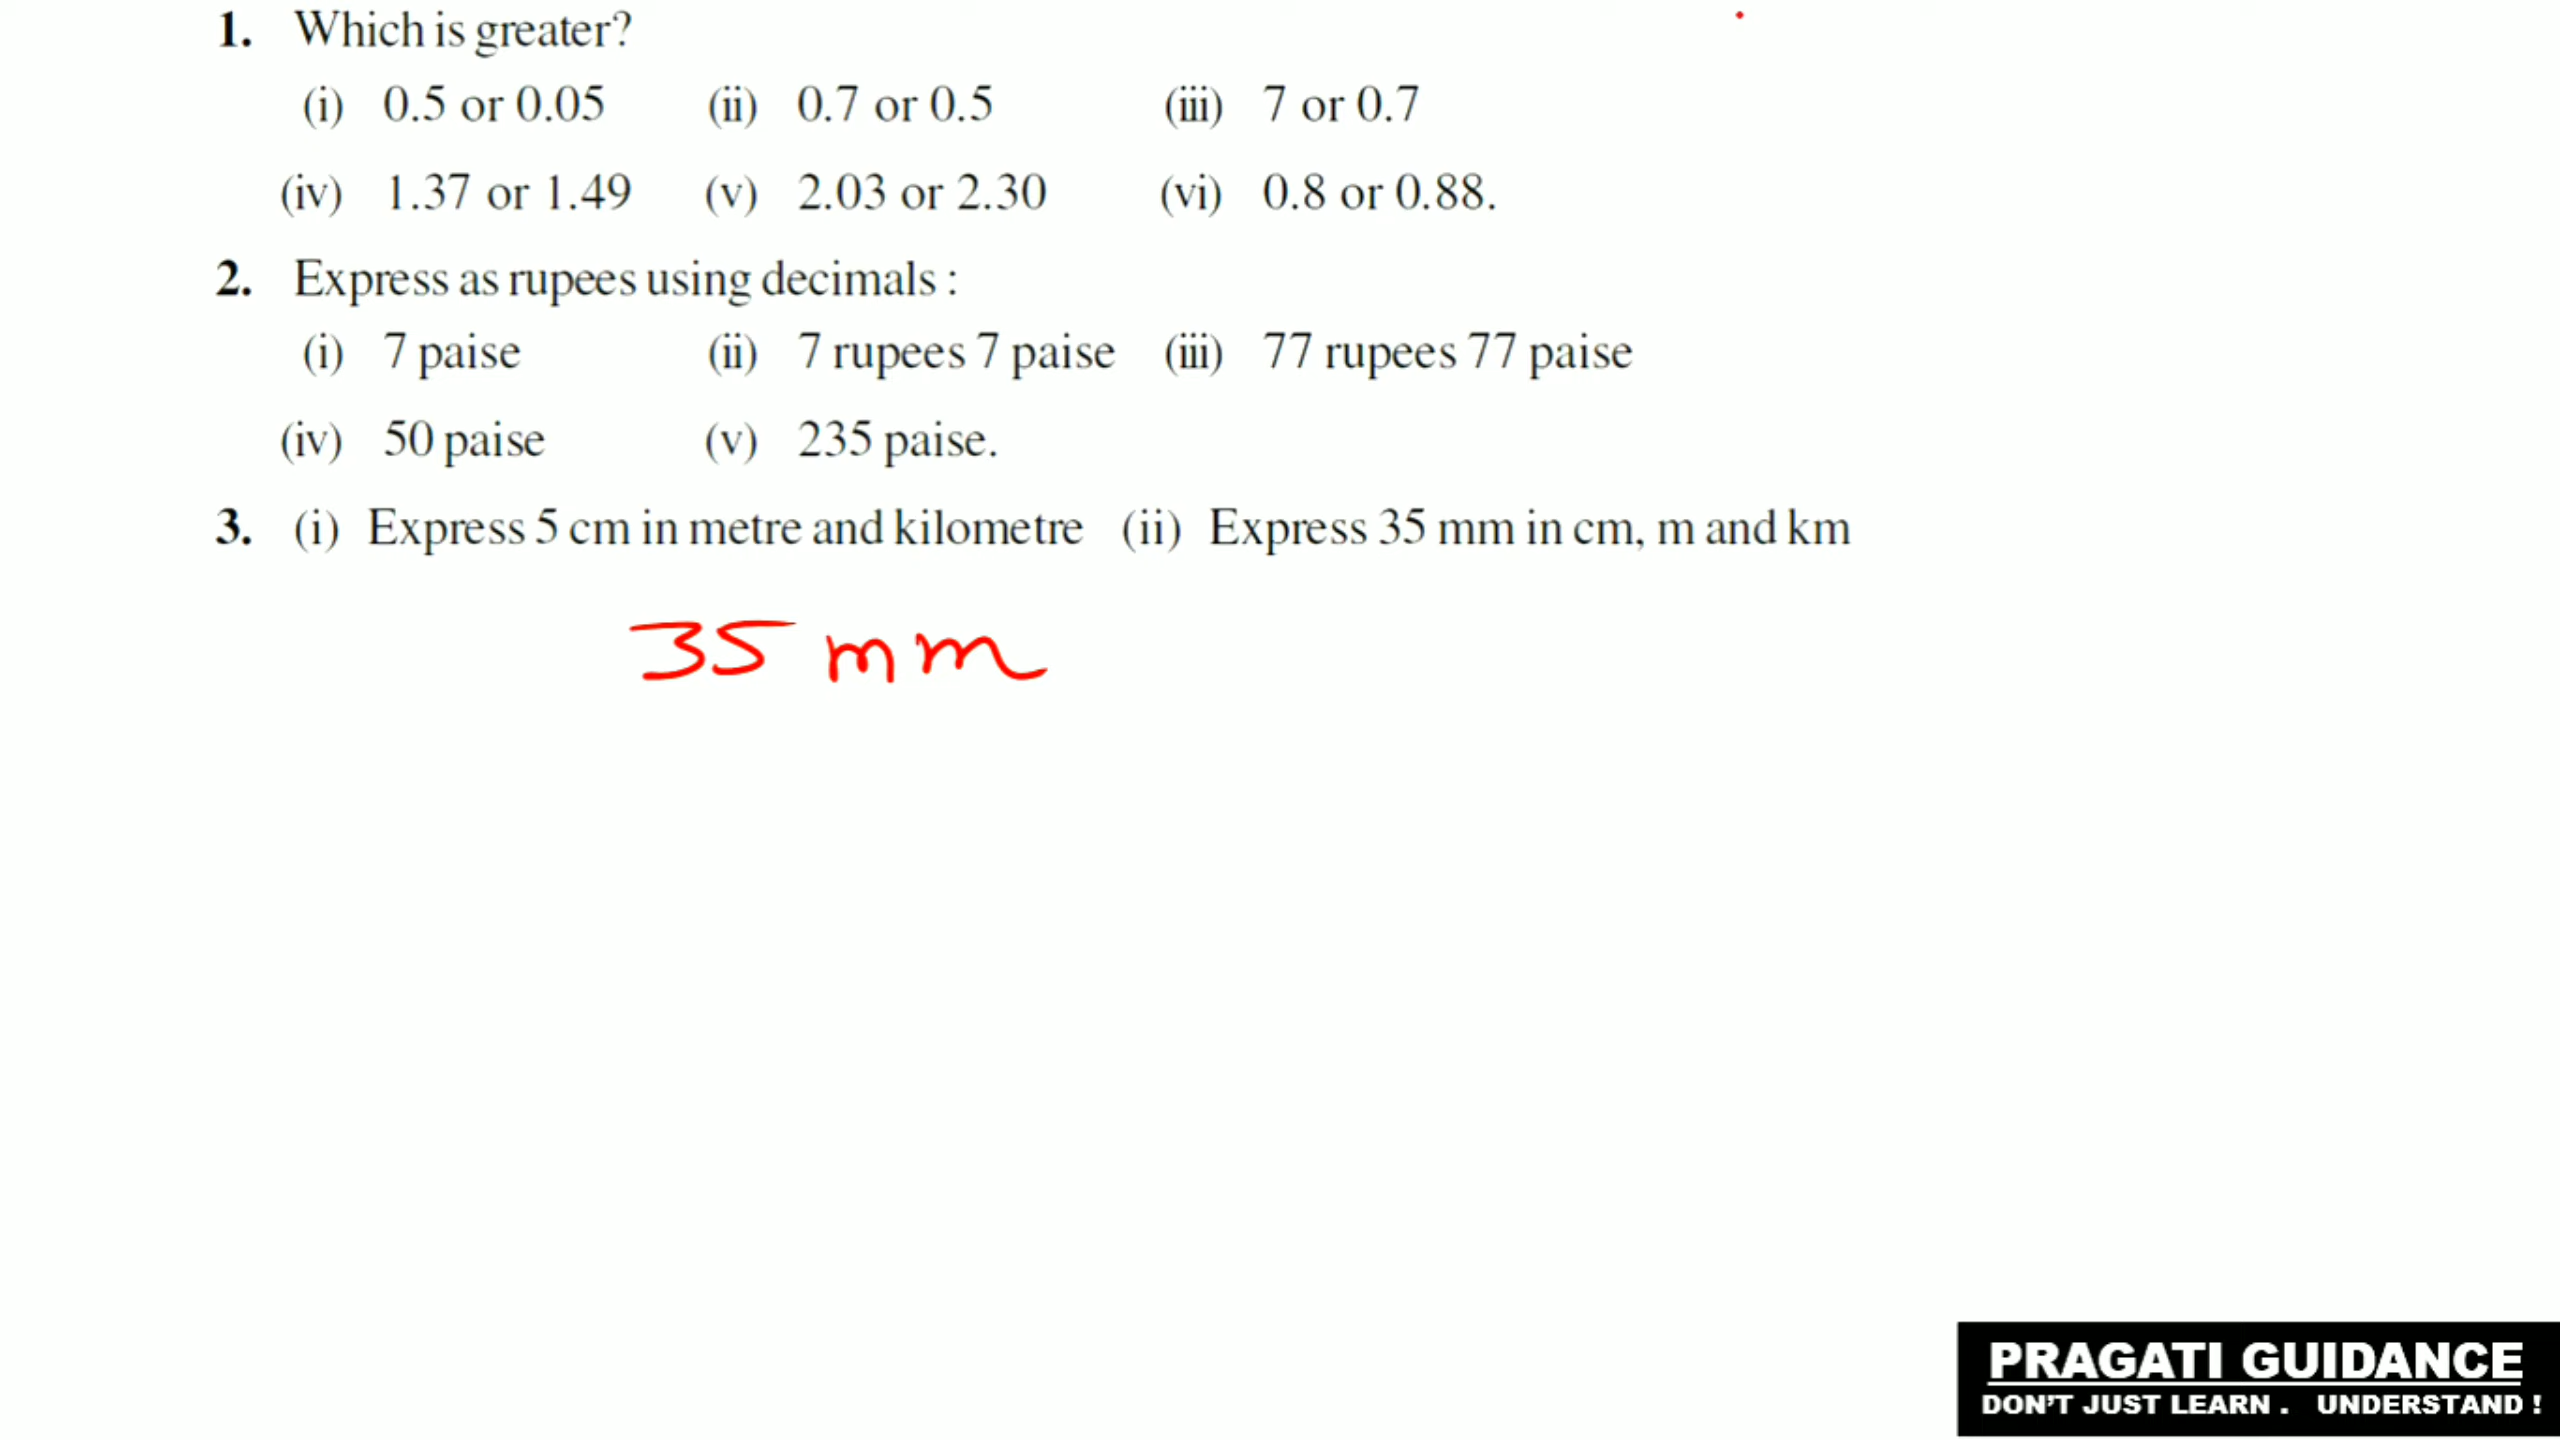 1. Which is greater?
(i) 0.5 or 0.05 (ii) 0.7 or 0.5 (iii) 7 or 0.7
(iv) 1.37 or 1.49 (v) 2.03 or 2.30 (vi) 0.8 or 0.88.
2. Express as rupees using decimals :
(i) 7 paise (ii) 7 rupees 7 paise (iii) 77 rupees 77 paise
(iv) 50 paise (v) 235 paise.
3. (i) Express 5 cm in metre and kilometre (ii) Express 35 mm in cm, m and km
35 mm
PRAGATI GUIDANCE
DON'T JUST LEARN . UNDERSTAND !